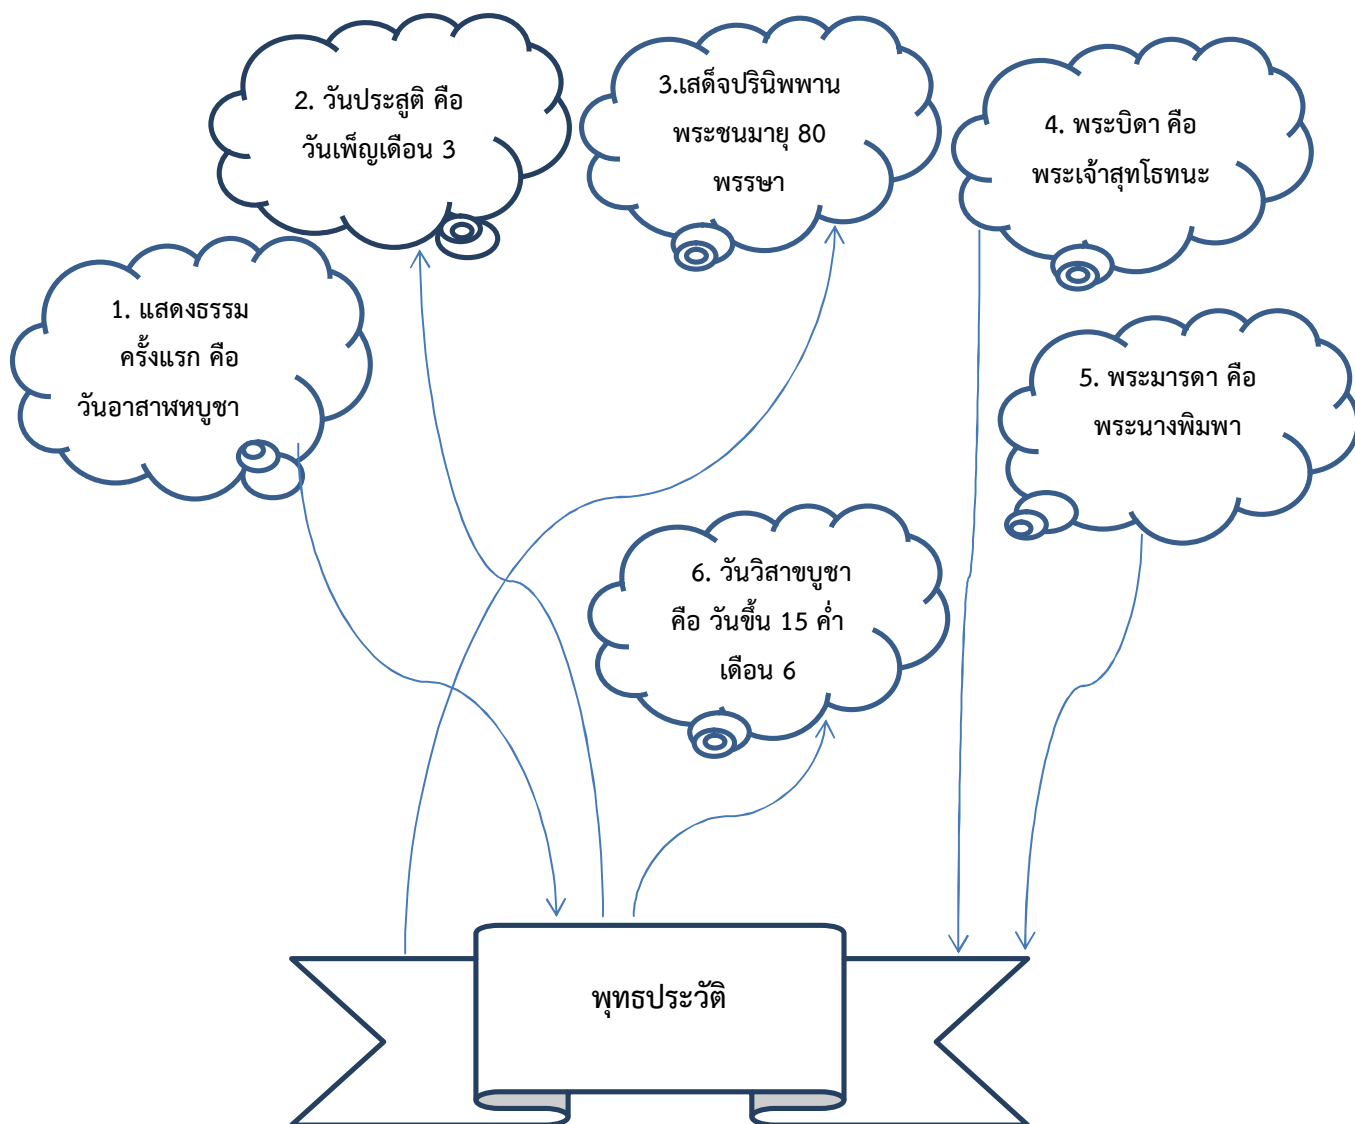 1. แสดงธรรม
ครั้งแรก คือ
วันอาสาฬหบูชา
2. วันประสูติ คือ
วันเพ็ญเดือน 3
3.เสด็จปรินิพพาน
พระชนมายุ 80
พรรษา
4. พระบิดา คือ
พระเจ้าสุทโธทนะ
5. พระมารดา คือ
พระนางพิมพา
6. วันวิสาขบูชา
คือ วันขึ้น 15 ค่ำ
เดือน 6
พุทธประวัติ